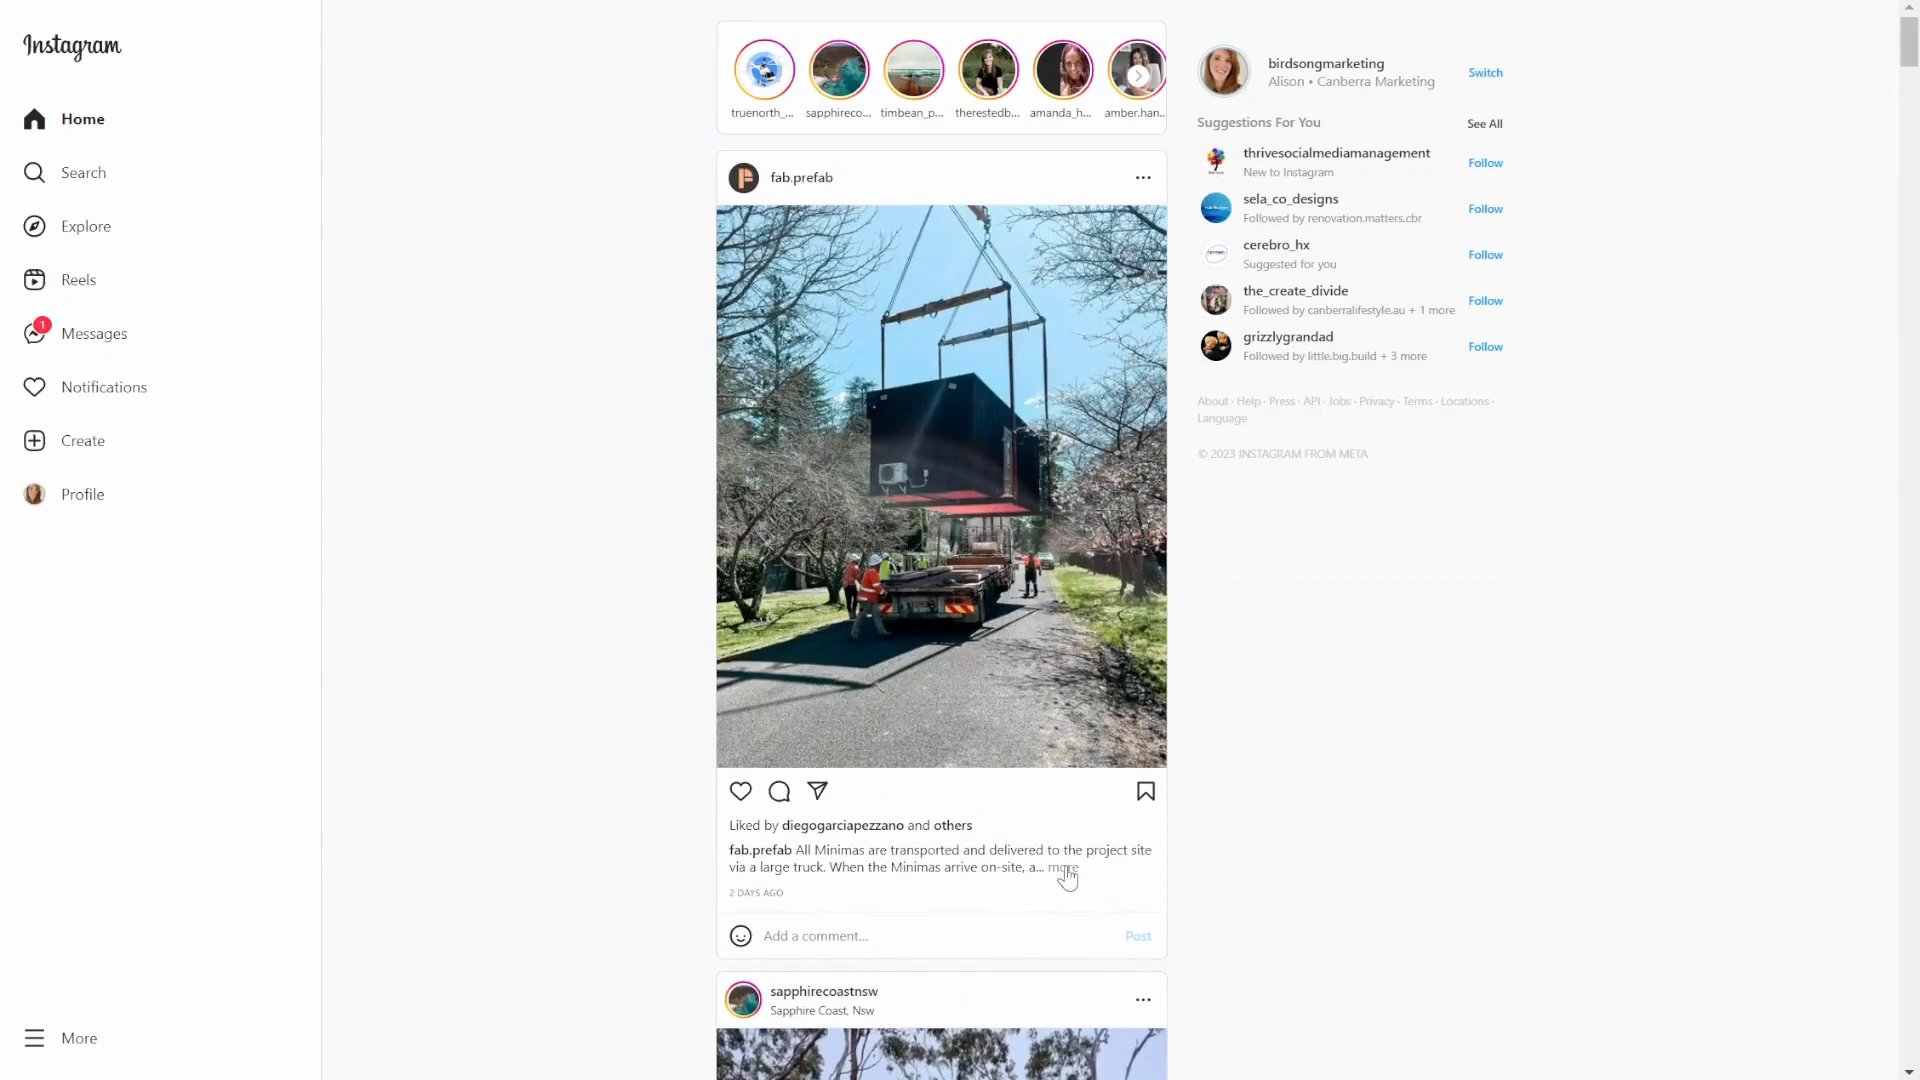 Instagram
Home
Search
Explore
Reels
1
Messages
Notifications
Create
Profile
More
truenorth_...
sapphireco...
timbean_p...
therestedb...
amanda_h...
amber.han...
fab.prefab
Liked by diegogarciapezzano and others
fab.prefab All Minimas are transported and delivered to the project site
via a large truck. When the Minimas arrive on-site, a... more
2 DAYS AGO
Add a comment...
Post
sapphirecoastnsw
Sapphire Coast, Nsw
birdsongmarketing
Alison • Canberra Marketing
Switch
Suggestions For You
See All
thrivesocialmediamanagement
New to Instagram
Follow
sela_co_designs
Followed by renovation.matters.cbr
Follow
cerebro_hx
Suggested for you
Follow
the_create_divide
Followed by canberralifestyle.au + 1 more
Follow
grizzlygrandad
Followed by little.big.build + 3 more
Follow
About · Help · Press · API · Jobs · Privacy · Terms · Locations ·
Language
© 2023 INSTAGRAM FROM META